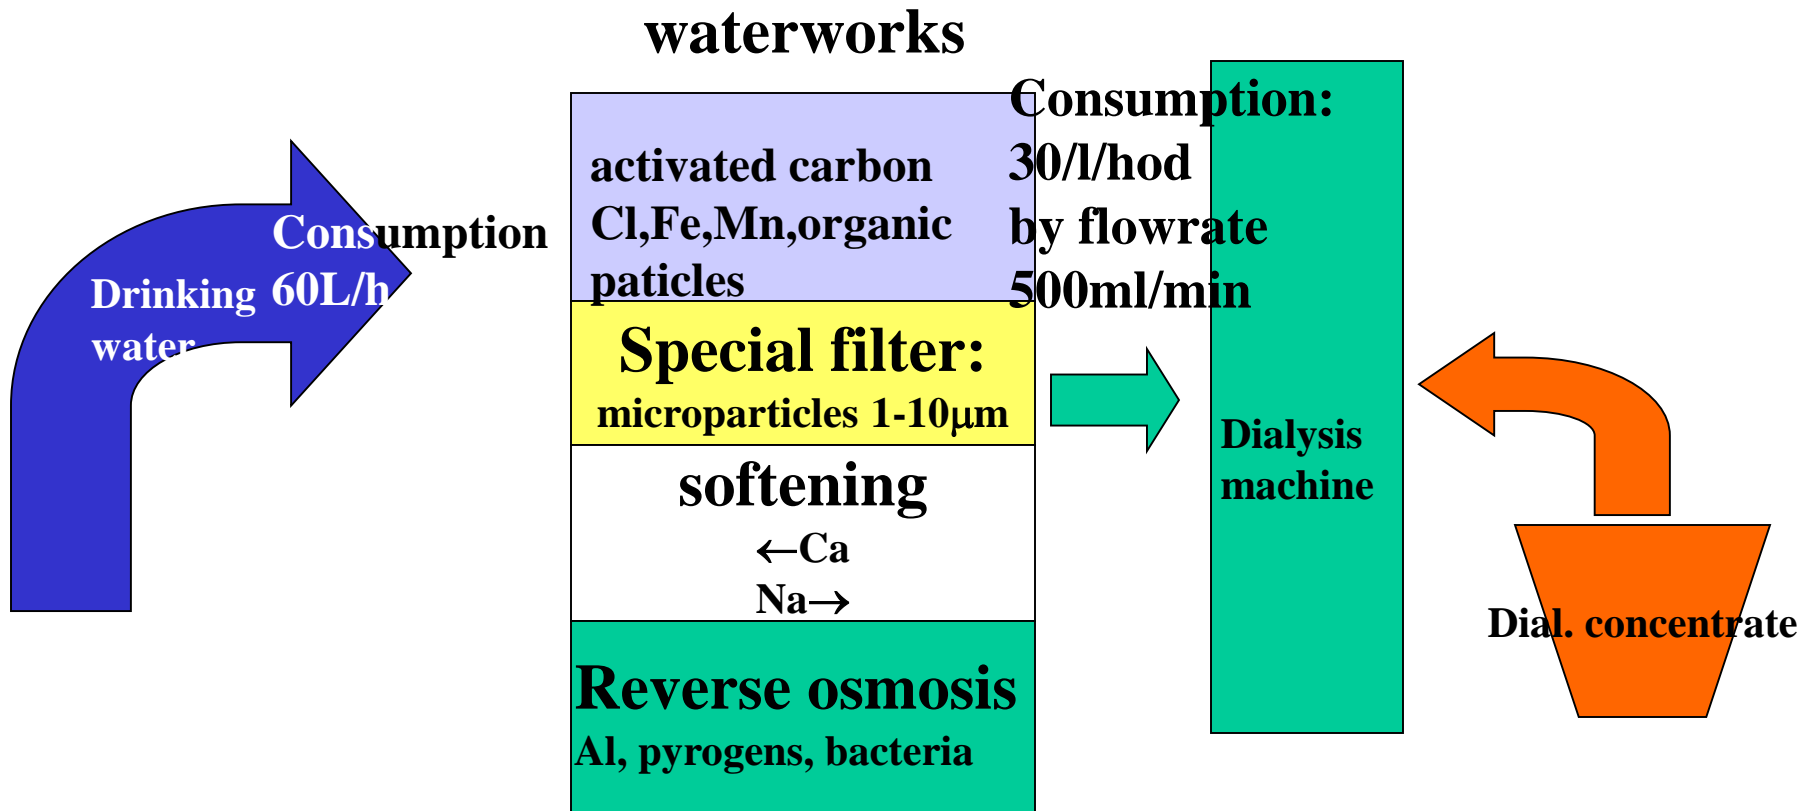 waterworks
Drinking
water
Consumption
60L/h
activated carbon
Cl,Fe,Mn,organic
paticles
Special filter:
microparticles 1-10μm
softening
←Ca
Na→
Reverse osmosis
Al, pyrogens, bacteria
Consumption:
30/l/hod
by flowrate
500ml/min
Dialysis
machine
Dial. concentrate